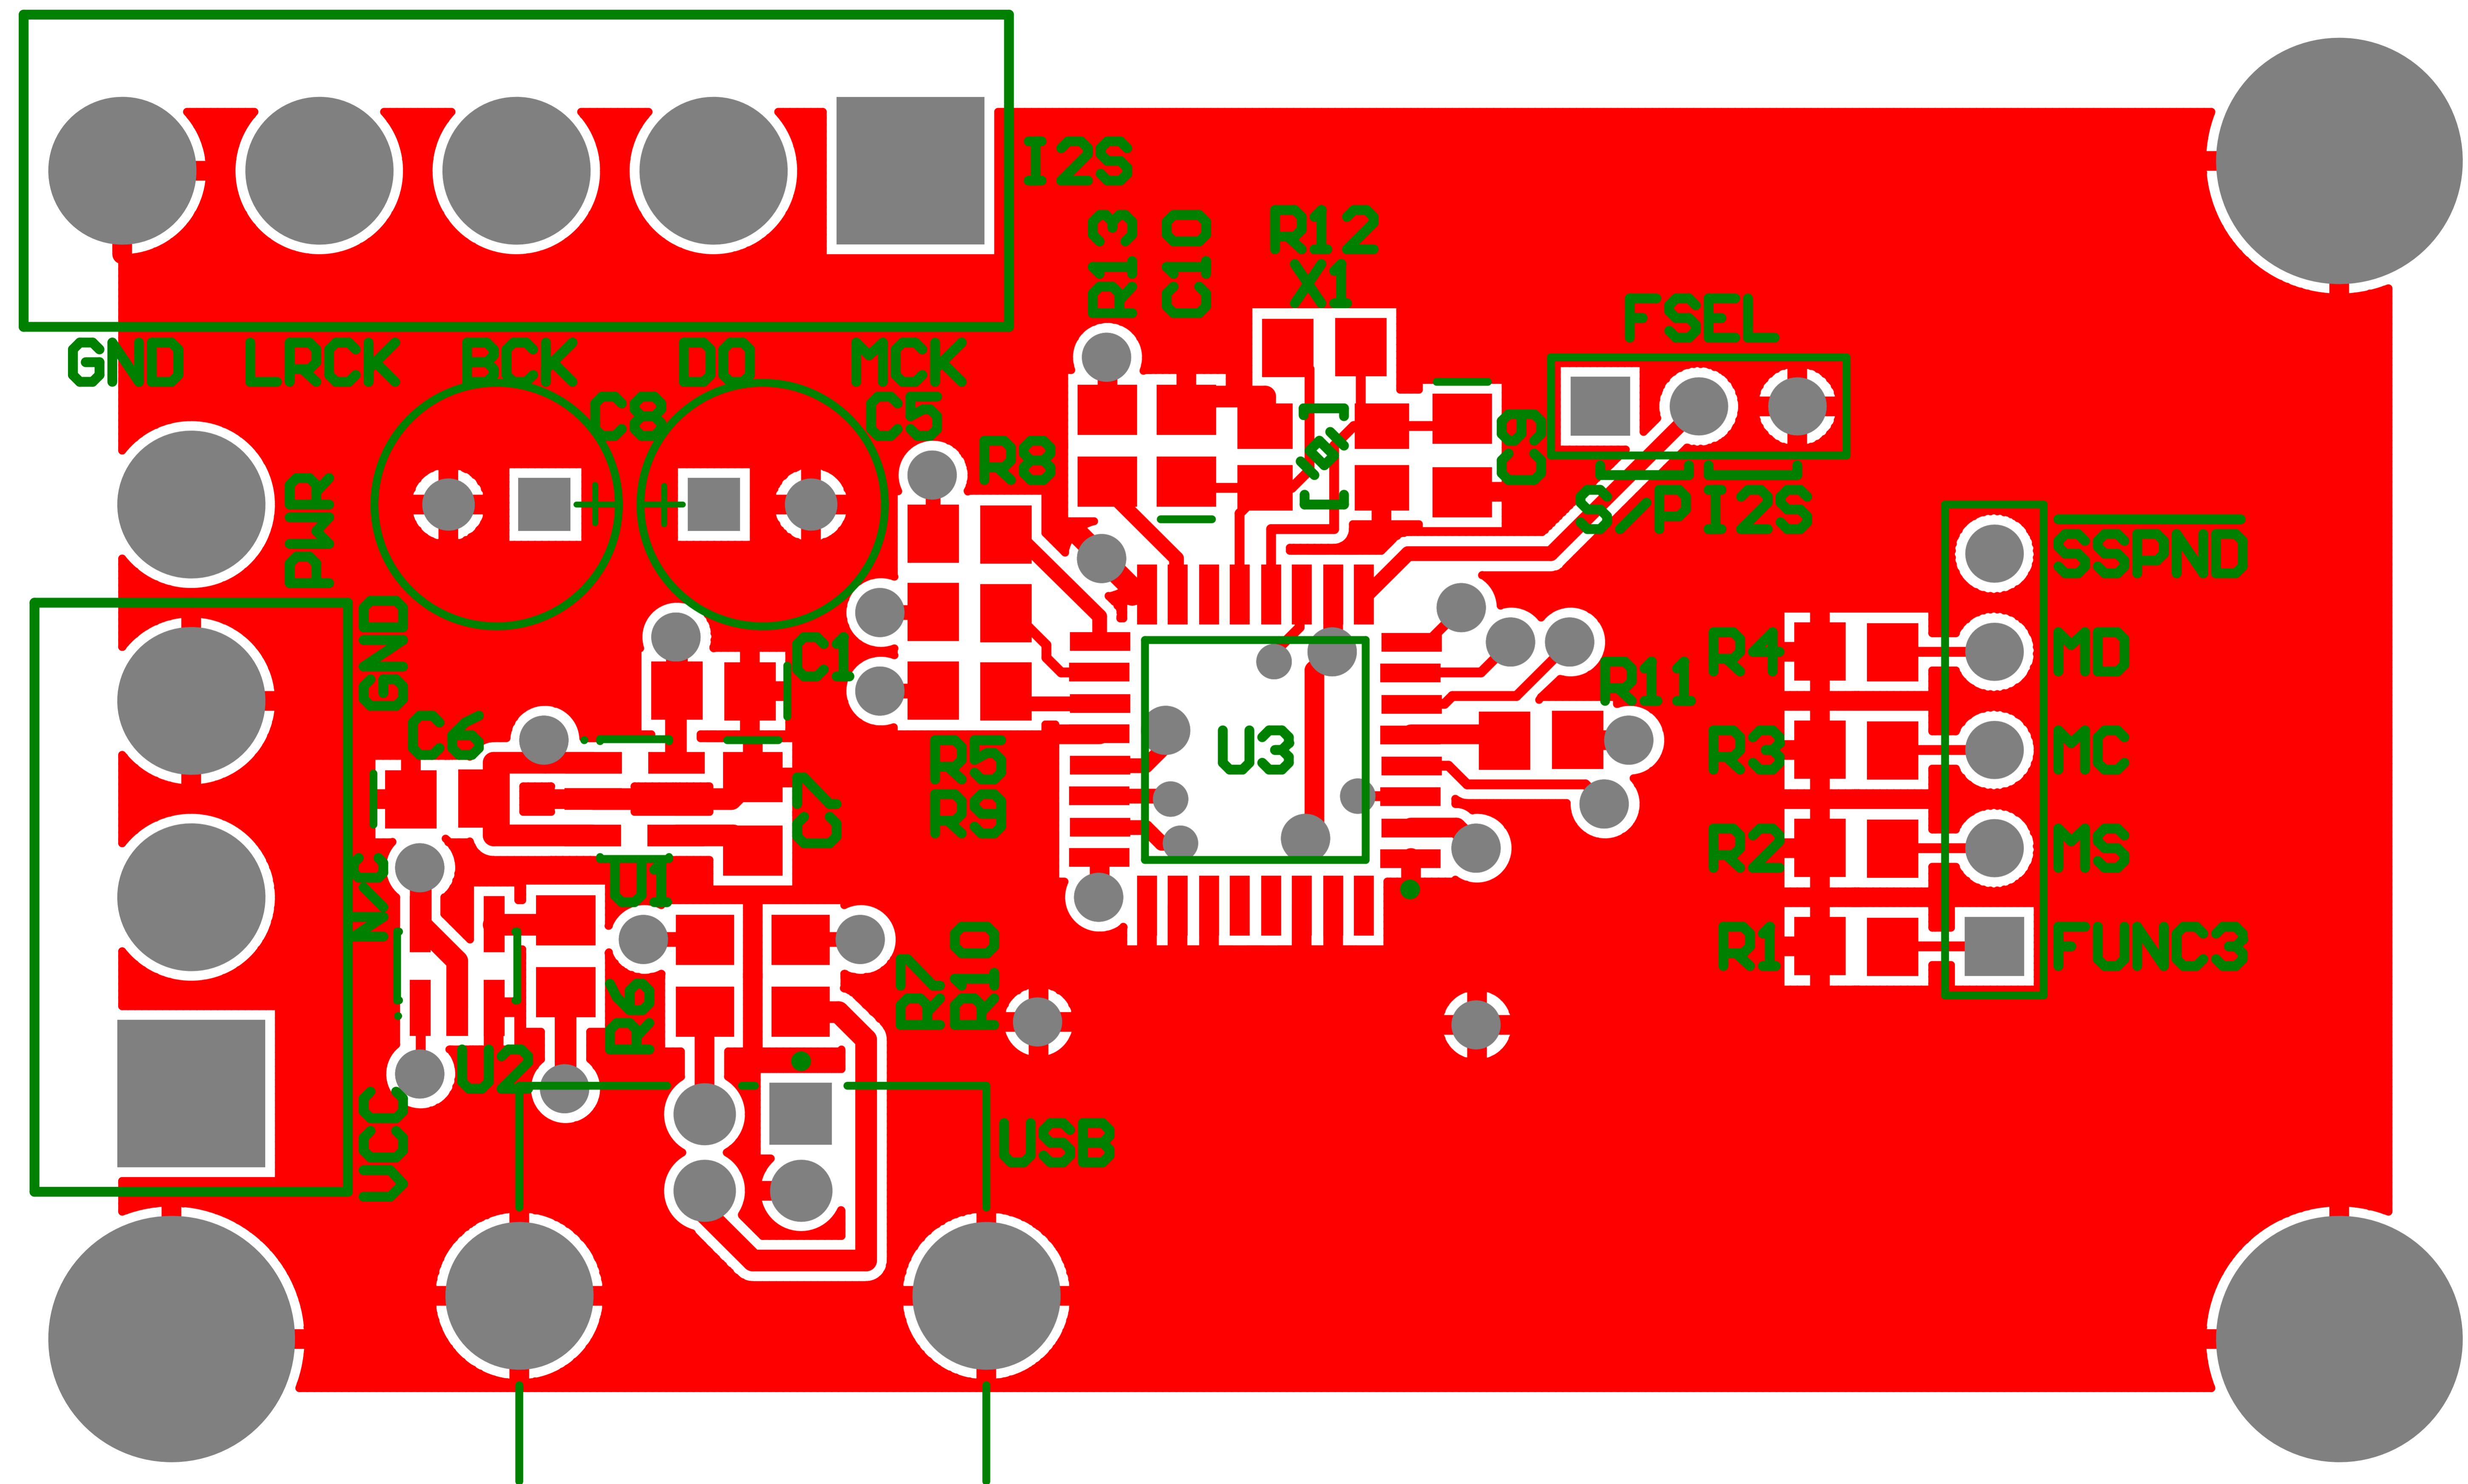 I2S
R13 C10 R12
X1
FSEL
GND LRCK BCK DO MCK
C8 C5
R8
C9
S/PI2S
PWR
SSPND
GND
C1
R4 MD
R11
C6
U3
R5
R3 MC
R9
C7
R2 MS
N/C
U1
R1 FUNC3
R7
R10
R6
U2
VCC
USB